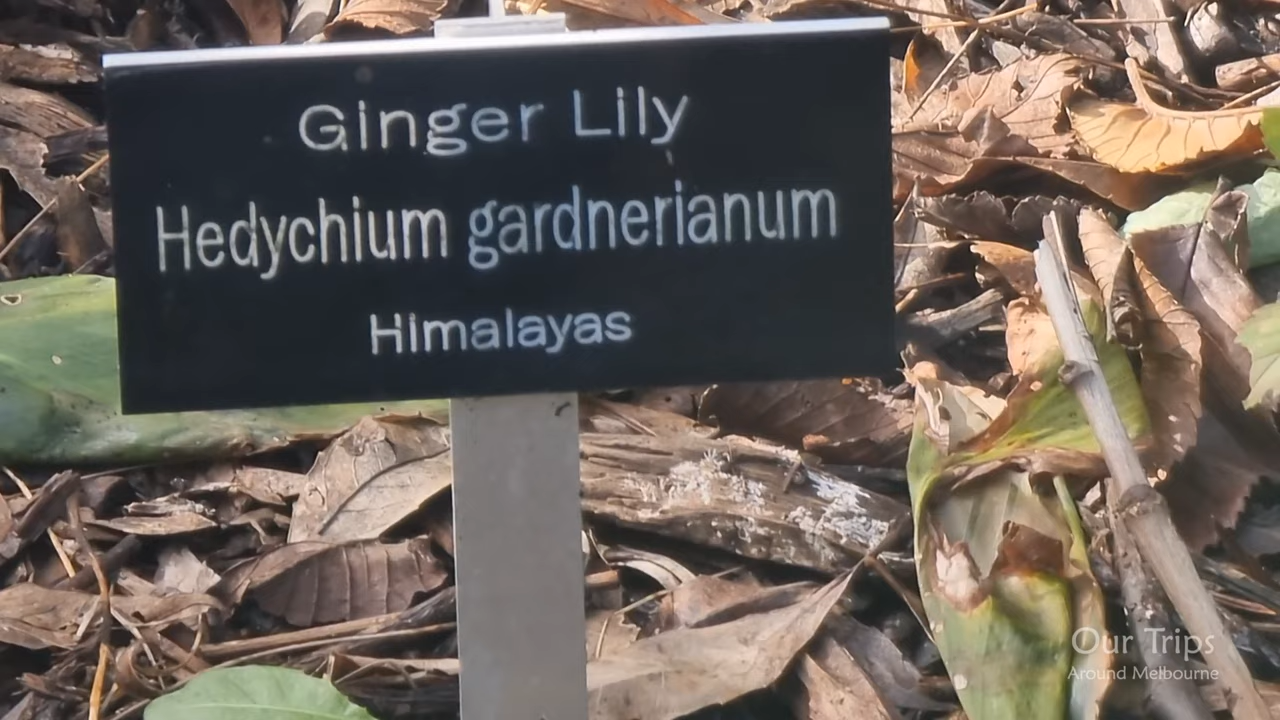 Ginger Lily
Hedychium gardnerianum
Himalayas
Our Trips
Around Melbourne